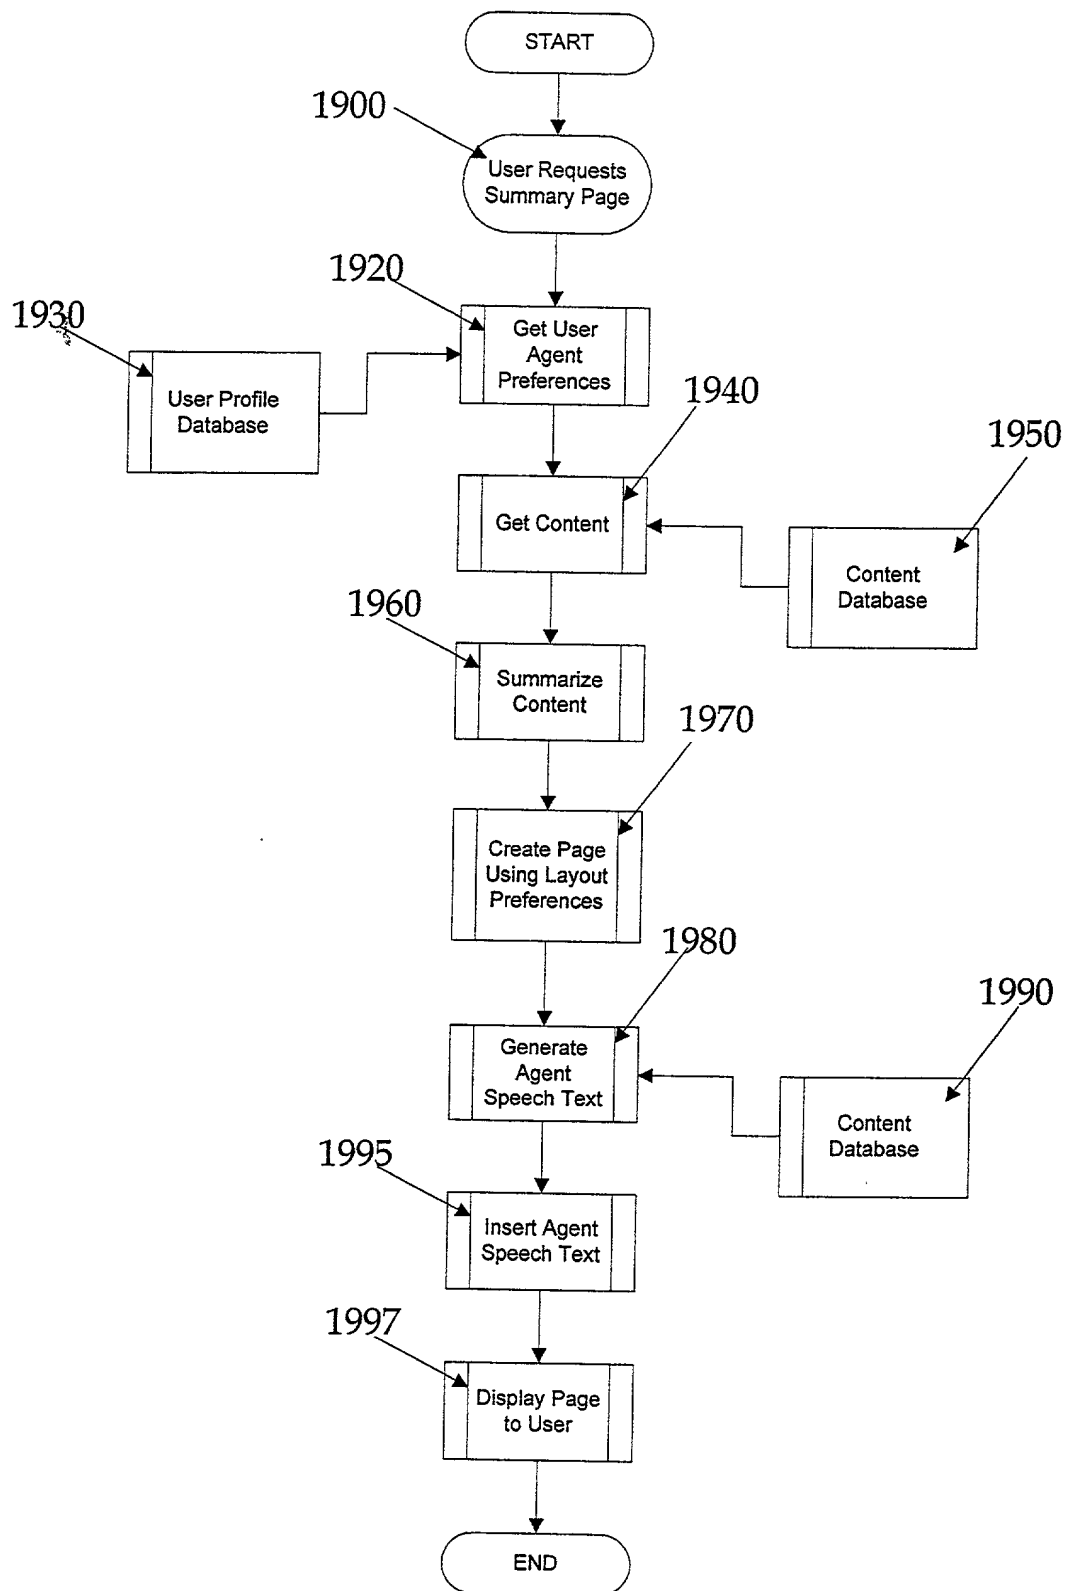 START
1900
User Requests
Summary Page
1920
1930
Get User
Agent
Preferences
User Profile
Database
1940
1950
Get Content
Content
Database
1960
Summarize
Content
1970
Create Page
Using Layout
Preferences
1980
1990
Generate
Agent
Speech Text
Content
Database
1995
Insert Agent
Speech Text
1997
Display Page
to User
END